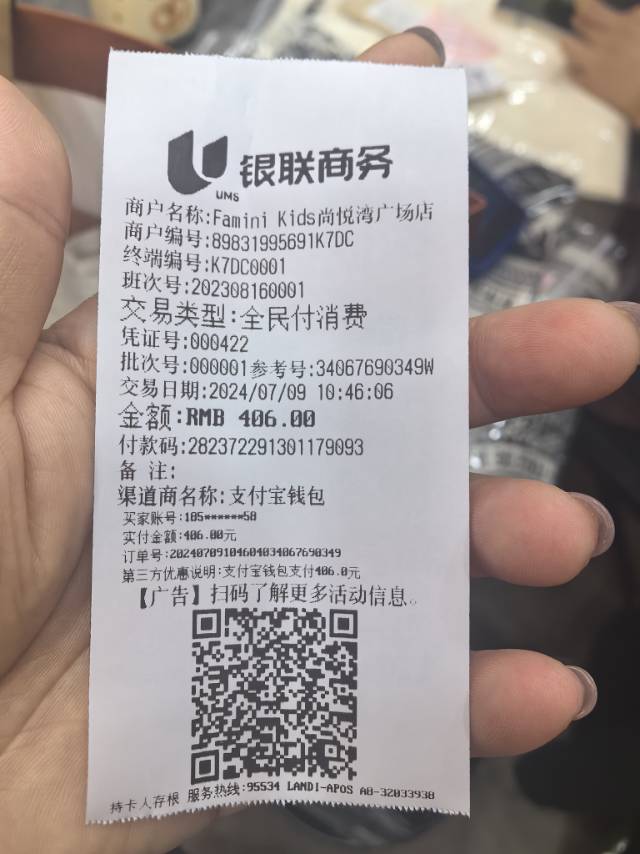 银联商务
UMS
商户名称:Famini Kids尚悦湾广场店
商户编号:89831995691K7DC
终端编号:K7DC0001
班次号:202308160001
交易类型:全民付消费
凭证号:000422
批次号:000001参考号:34067690349W
交易日期:2024/07/09 10:46:06
金额:RMB 406.00
付款码:282372291301179093
备 注:
渠道商名称:支付宝钱包
买家账号:185******58
实付金额:406.00元
订单号:20240709104604034067690349
第三方优惠说明:支付宝钱包支付406.0元
【广告】扫码了解更多活动信息。
持卡人存根 服务热线:95534 LANDI-APOS A8-32033938